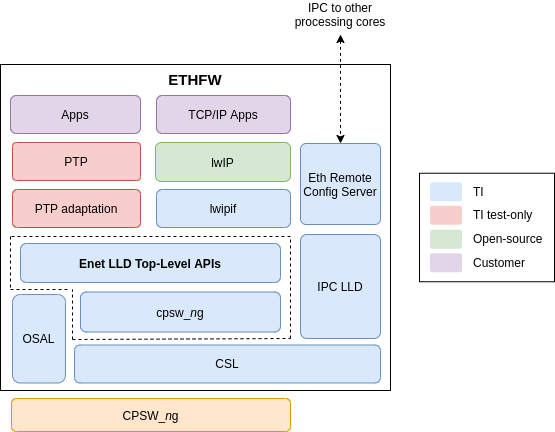 IPC to other
processing cores
ETHFW
Apps
TCP/IP Apps
PTP
lwIP
Eth Remote
Config Server
PTP adaptation
lwipif
Enet LLD Top-Level APIs
cpsw_ng
IPC LLD
OSAL
CSL
CPSW_ng
TI
TI test-only
Open-source
Customer